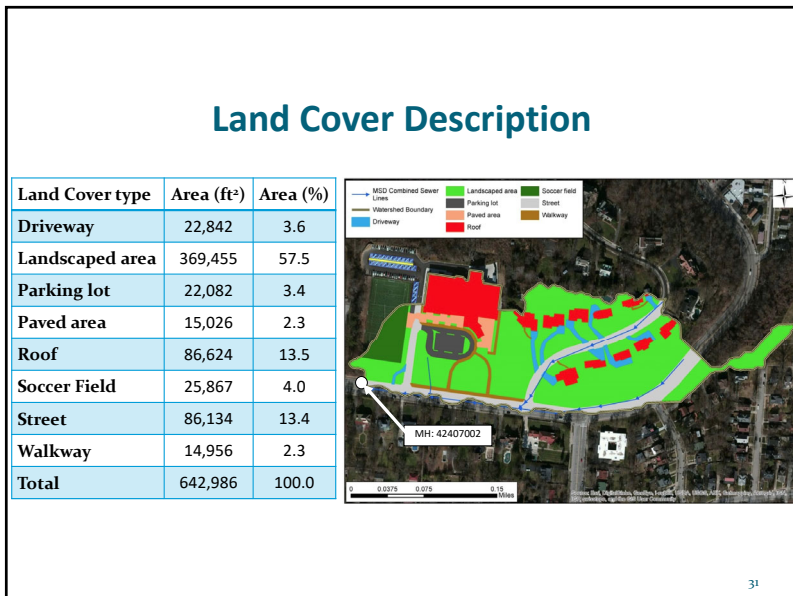 Land Cover Description
Land Cover type Area (ft²) Area (%)
Driveway 22,842 3.6
Landscaped area 369,455 57.5
Parking lot 22,082 3.4
Paved area 15,026 2.3
Roof 86,624 13.5
Soccer Field 25,867 4.0
Street 86,134 13.4
Walkway 14,956 2.3
Total 642,986 100.0
MSD Combined Sewer
Lines
Watershed Boundary
Driveway
Landscaped area
Parking lot
Paved area
Roof
Soccer field
Street
Walkway
MH: 42407002
0 0.0375 0.075 0.15
Miles
31